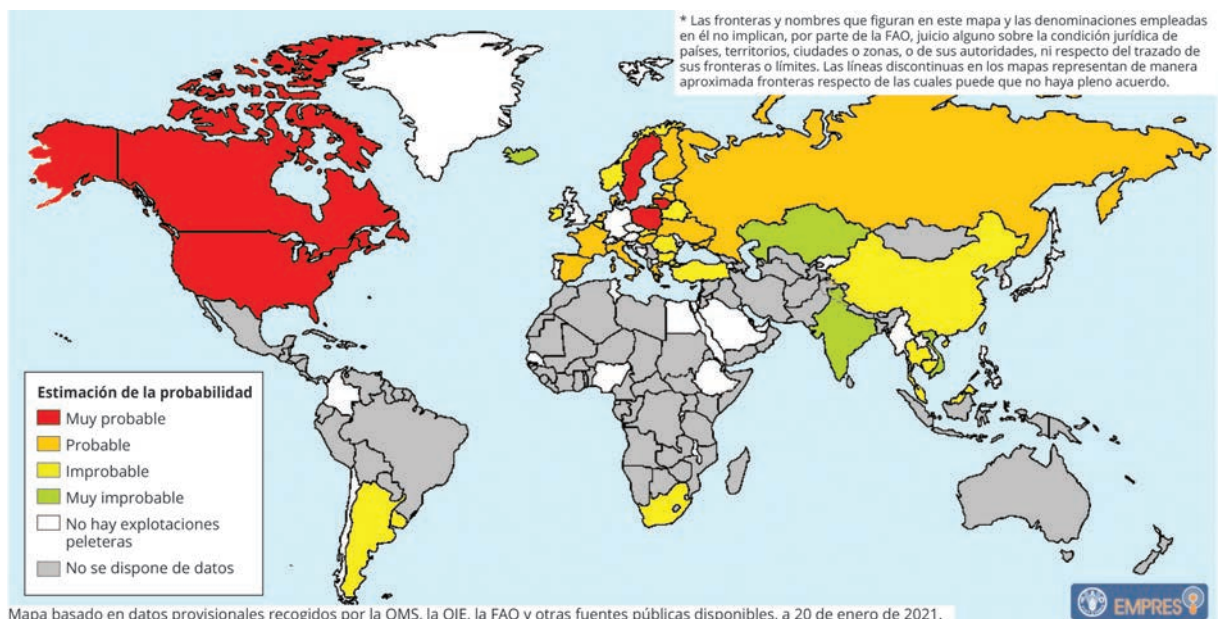 * Las fronteras y nombres que figuran en este mapa y las denominaciones empleadas
en él no implican, por parte de la FAO, juicio alguno sobre la condición jurídica de
países, territorios, ciudades o zonas, o de sus autoridades, ni respecto del trazado de
sus fronteras o límites. Las líneas discontinuas en los mapas representan de manera
aproximada fronteras respecto de las cuales puede que no haya pleno acuerdo.
Estimación de la probabilidad
Muy probable
Probable
Improbable
Muy improbable
No hay explotaciones
peleteras
No se dispone de datos
EMPRES
Mapa basado en datos provisionales recogidos por la OMS, la OIE, la FAO y otras fuentes públicas disponibles, a 20 de enero de 2021.